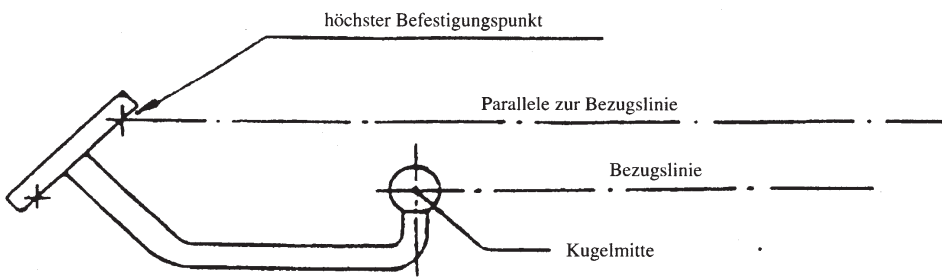 höchster Befestigungspunkt
Parallele zur Bezugslinie
Bezugslinie
Kugelmitte